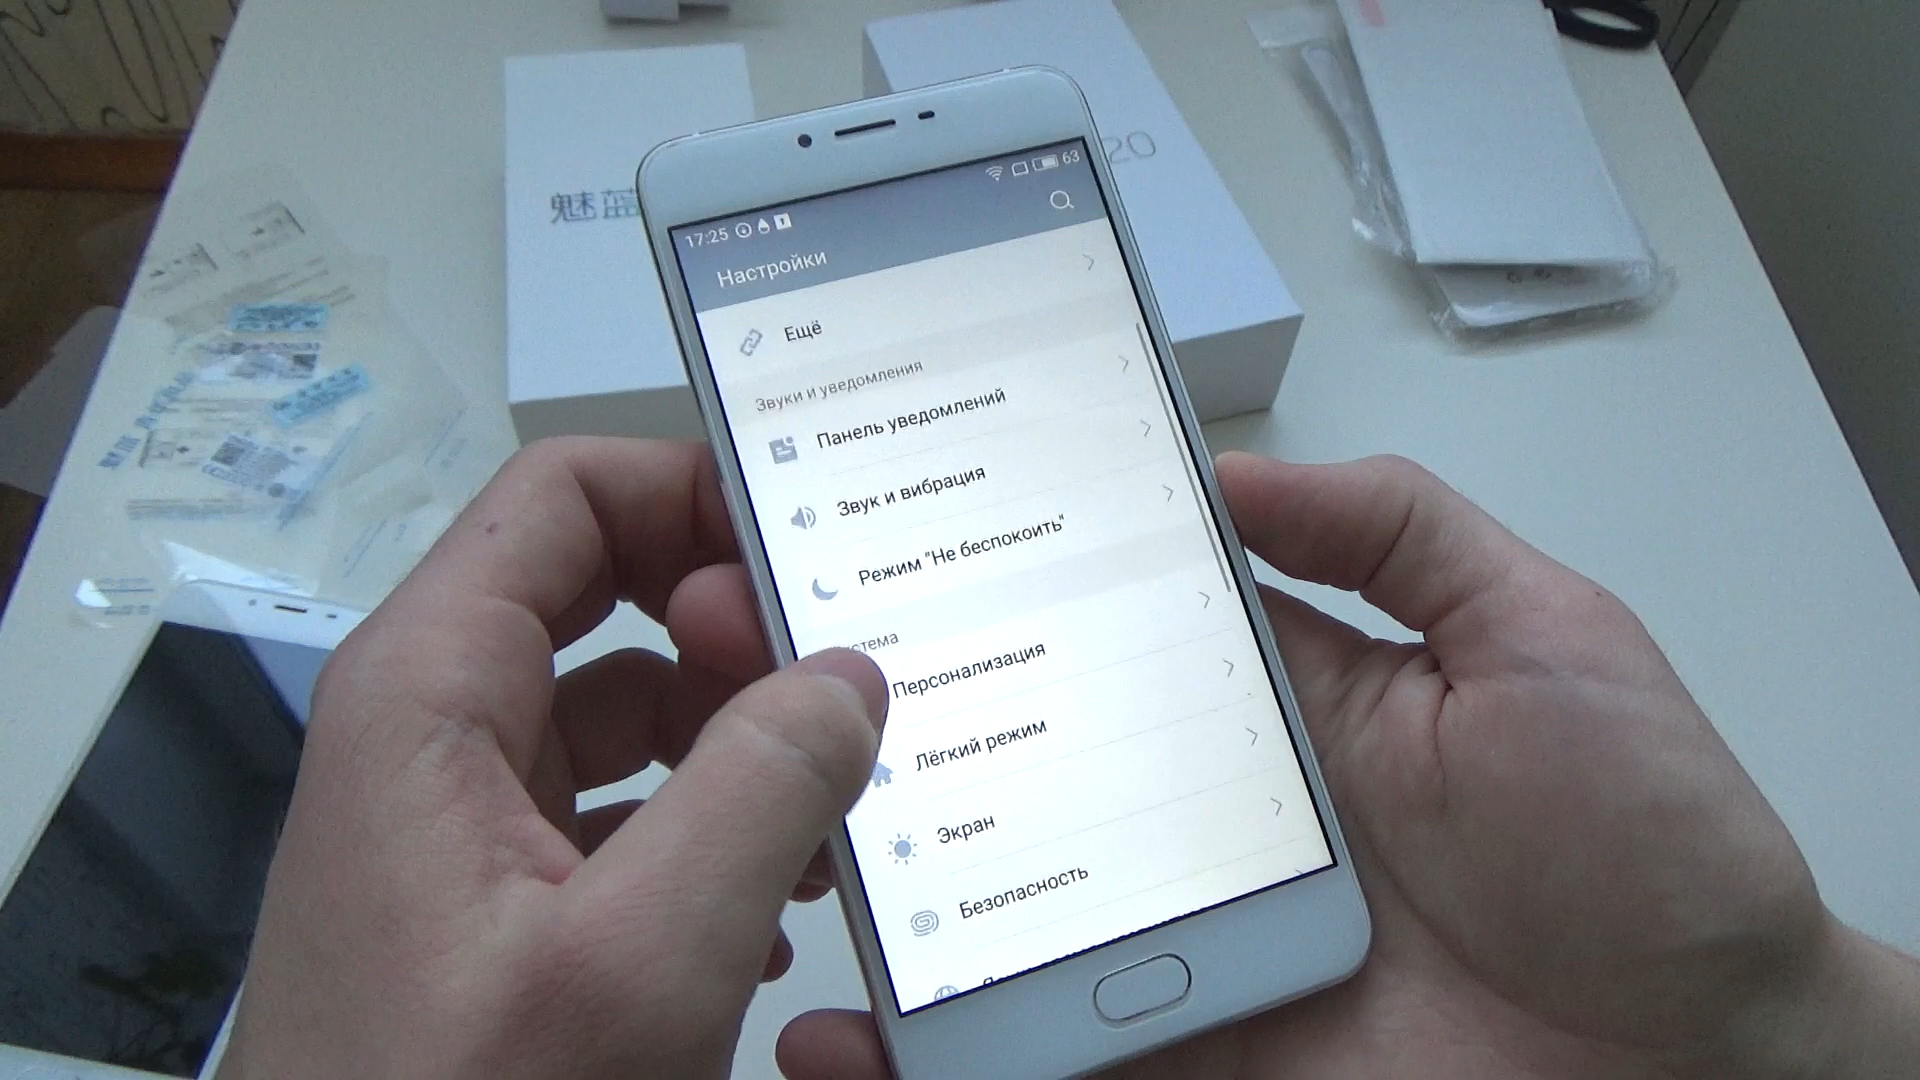 魅蓝
20
17:25
63
Настройки
Ещё
Звуки и уведомления
Панель уведомлений
Звук и вибрация
Режим "Не беспокоить"
стема
Персонализация
Лёгкий режим
Экран
Безопасность